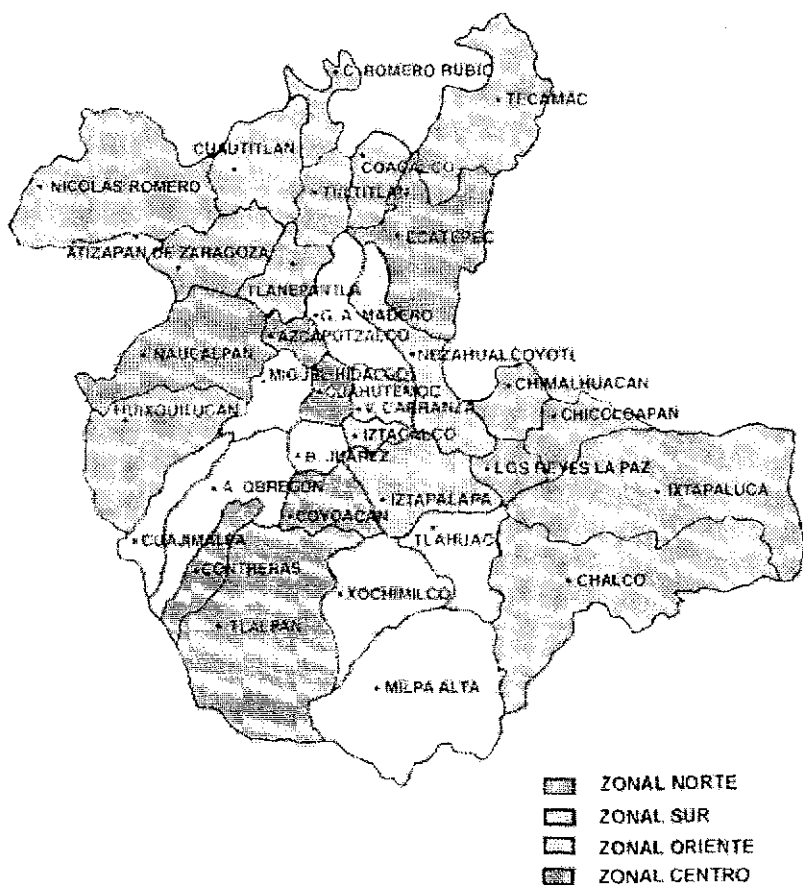 C. ROMERO RUBIO
TECAMAC
CUAUTITLAN
COACALCO
NICOLAS ROMERO
TULTITLAN
ECATEPEC
ATIZAPAN DE ZARAGOZA
TLANEPANTLA
G. A. MADERO
AZCAPOTZALCO
NAUCALPAN
NEZAHUALCOYOTL
MIGUEL HIDALGO
CHIMALHUACAN
CUAHUTEMOC
HUIXQUILUCAN
V. CARRANZA
CHICOLOAPAN
IZTACALCO
B. JUAREZ
LOS REYES LA PAZ
A. OBREGON
IZTAPALAPA
IXTAPALUCA
COYOACAN
TLAHUAC
CUAJIMALPA
CONTRERAS
CHALCO
XOCHIMILCO
TLALPAN
MILPA ALTA
ZONAL NORTE
ZONAL SUR
ZONAL ORIENTE
ZONAL CENTRO